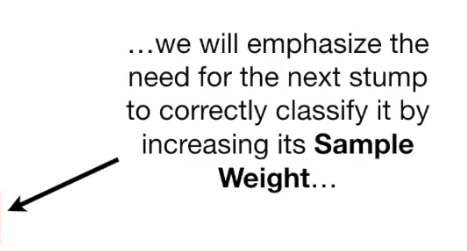 ...we will emphasize the
need for the next stump
to correctly classify it by
increasing its Sample
Weight...